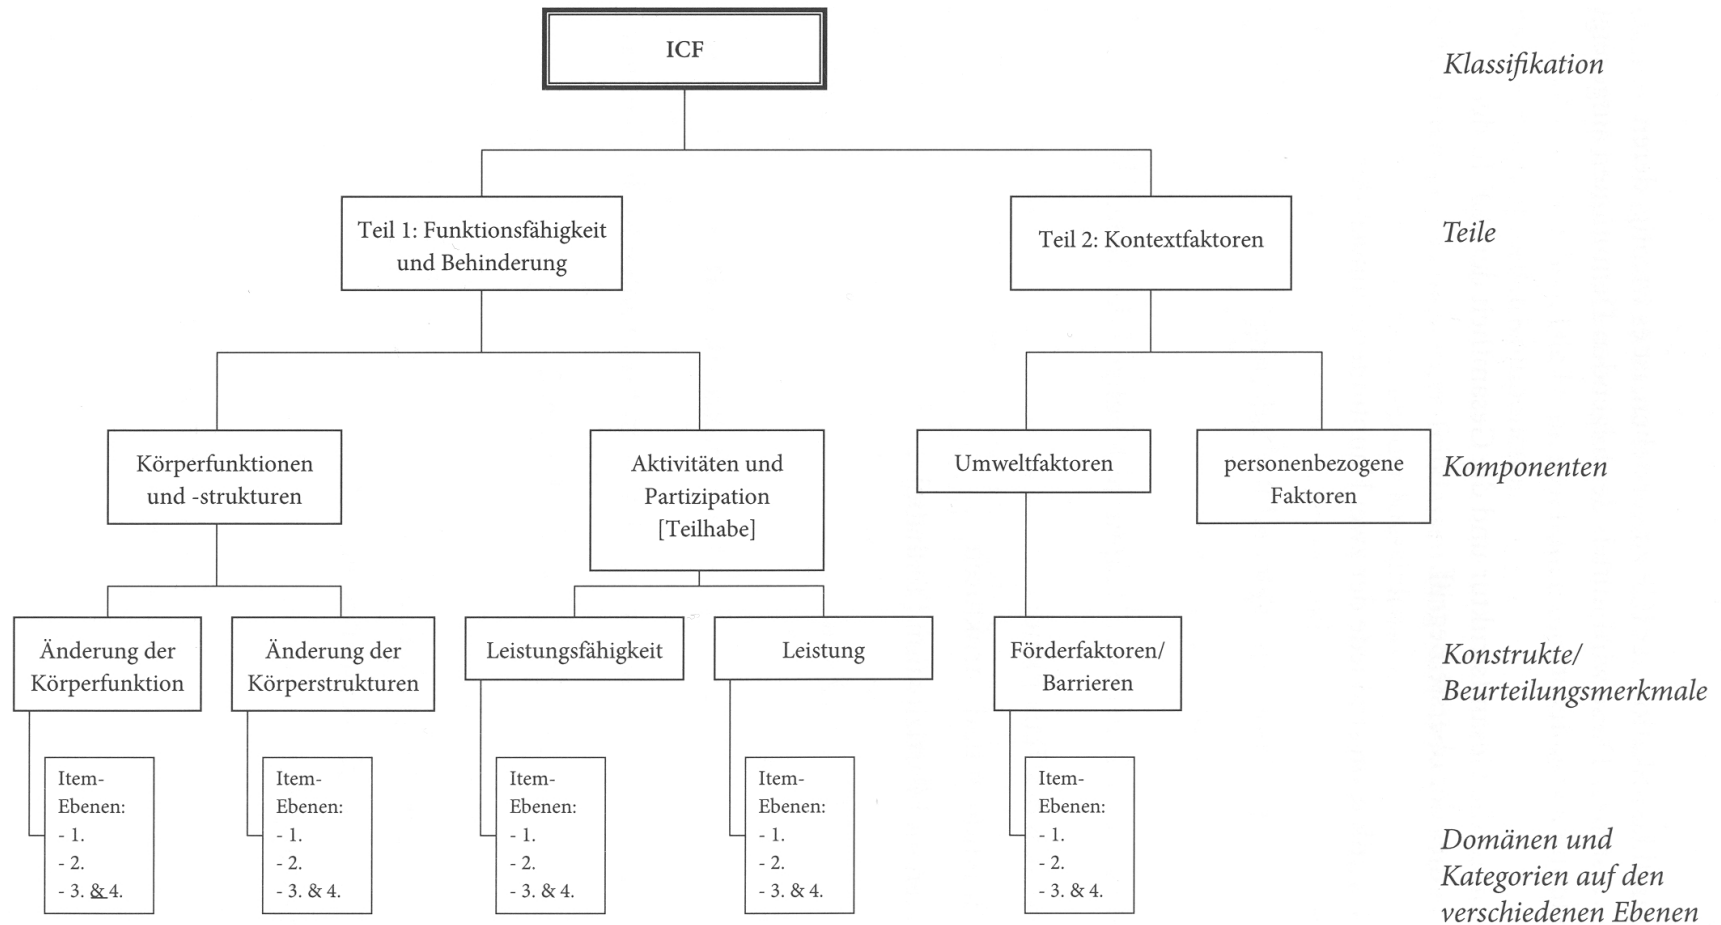 ICF
Klassifikation
Teil 1: Funktionsfähigkeit
und Behinderung
Teil 2: Kontextfaktoren
Teile
Körperfunktionen
und -strukturen
Aktivitäten und
Partizipation
[Teilhabe]
Umweltfaktoren
personenbezogene
Faktoren
Komponenten
Änderung der
Körperfunktion
Änderung der
Körperstrukturen
Leistungsfähigkeit
Leistung
Förderfaktoren/
Barrieren
Konstrukte/
Beurteilungsmerkmale
Item-
Ebenen:
- 1.
- 2.
- 3. & 4.
Item-
Ebenen:
- 1.
- 2.
- 3. & 4.
Item-
Ebenen:
- 1.
- 2.
- 3. & 4.
Item-
Ebenen:
- 1.
- 2.
- 3. & 4.
Item-
Ebenen:
- 1.
- 2.
- 3. & 4.
Domänen und
Kategorien auf den
verschiedenen Ebenen